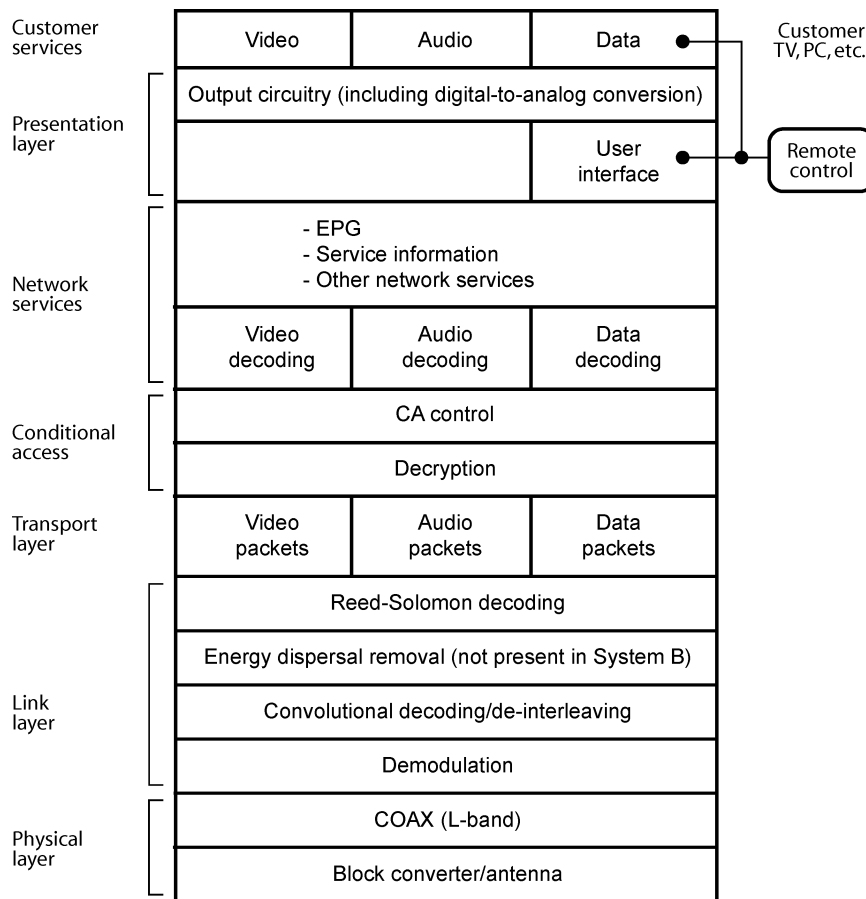 Customer
services
Video
Audio
Data
Customer
TV, PC, etc.
Presentation
layer
Output circuitry (including digital-to-analog conversion)
User
interface
Remote
control
Network
services
- EPG
- Service information
- Other network services
Video
decoding
Audio
decoding
Data
decoding
Conditional
access
CA control
Decryption
Transport
layer
Video
packets
Audio
packets
Data
packets
Link
layer
Reed-Solomon decoding
Energy dispersal removal (not present in System B)
Convolutional decoding/de-interleaving
Demodulation
Physical
layer
COAX (L-band)
Block converter/antenna